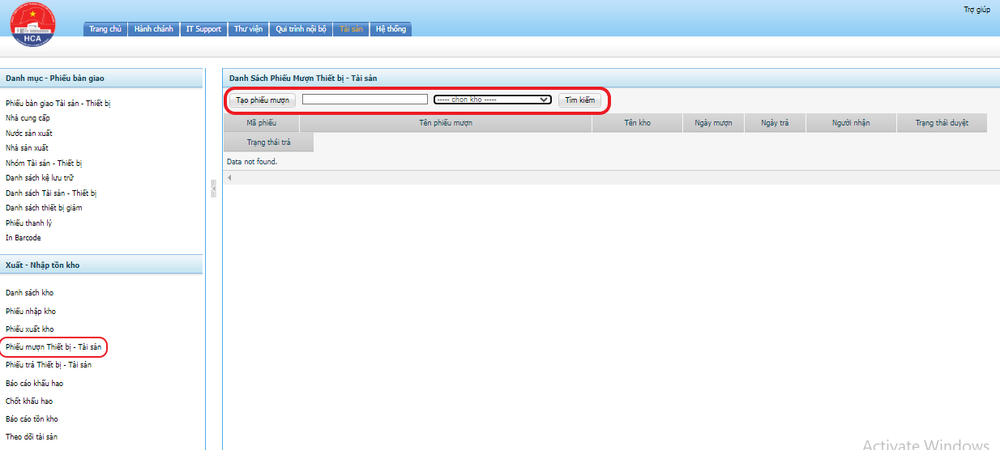 Trợ giúp
HCA
Trang chủ Hành chánh IT Support Thư viện Qui trình nội bộ Tài sản Hệ thống
Danh mục - Phiếu bàn giao
Phiếu bàn giao Tài sản - Thiết bị
Nhà cung cấp
Nước sản xuất
Nhà sản xuất
Nhóm Tài sản - Thiết bị
Danh sách kệ lưu trữ
Danh sách Tài sản - Thiết bị
Danh sách thiết bị giảm
Phiếu thanh lý
In Barcode
Xuất - Nhập tồn kho
Danh sách kho
Phiếu nhập kho
Phiếu xuất kho
Phiếu mượn Thiết bị - Tài sản
Phiếu trả Thiết bị - Tài sản
Báo cáo khấu hao
Chốt khấu hao
Báo cáo tồn kho
Theo dõi tài sản
Danh Sách Phiếu Mượn Thiết bị - Tài sản
Tạo phiếu mượn ----- chon kho ----- Tìm kiếm
Mã phiếu Tên phiếu mượn Tên kho Ngày mượn Ngày trả Người nhận Trạng thái duyệt
Trạng thái trả
Data not found.
Activate Windows